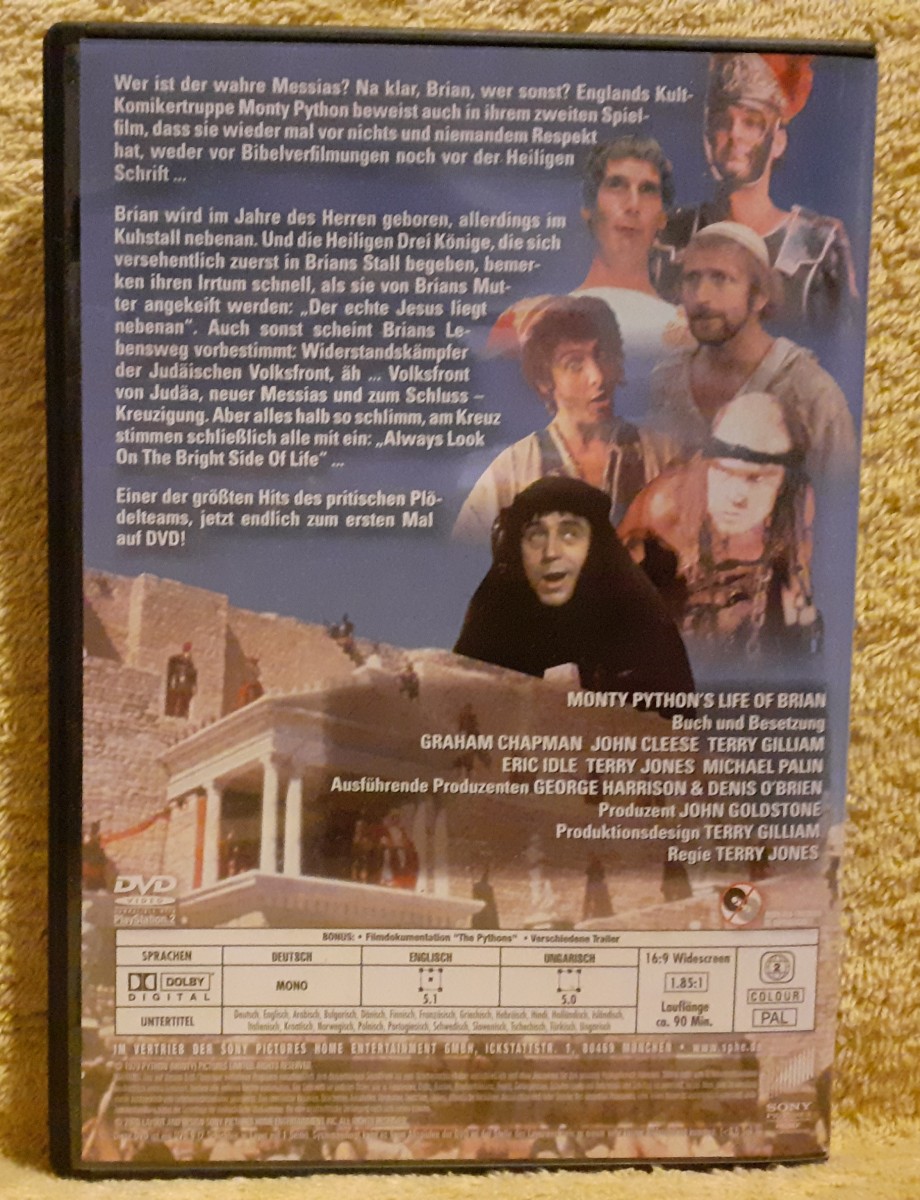 Wer ist der wahre Messias? Na klar, Brian, wer sonst? Englands Kult-
Komikertruppe Monty Python beweist auch in ihrem zweiten Spiel-
film, dass sie wieder mal vor nichts und niemandem Respekt
hat, weder vor Bibelverfilmungen noch vor der Heiligen
Schrift ...
Brian wird im Jahre des Herren geboren, allerdings im
Kuhstall nebenan. Und die Heiligen Drei Könige, die sich
versehentlich zuerst in Brians Stall begeben, bemer-
ken ihren Irrtum schnell, als sie von Brians Mut-
ter angekeift werden: „Der echte Jesus liegt
nebenan“. Auch sonst scheint Brians Le-
bensweg vorbestimmt: Widerstandskämpfer
der Judäischen Volksfront, äh ... Volksfront
von Judäa, neuer Messias und zum Schluss –
Kreuzigung. Aber alles halb so schlimm, am Kreuz
stimmen schließlich alle mit ein: „Always Look
On The Bright Side Of Life“ ...
Einer der größten Hits des pritischen Plö-
delteams, jetzt endlich zum ersten Mal
auf DVD!
MONTY PYTHON'S LIFE OF BRIAN
Buch und Besetzung
GRAHAM CHAPMAN JOHN CLEESE TERRY GILLIAM
ERIC IDLE TERRY JONES MICHAEL PALIN
Ausführende Produzenten GEORGE HARRISON & DENIS O'BRIEN
Produzent JOHN GOLDSTONE
Produktionsdesign TERRY GILLIAM
Regie TERRY JONES
DVD
VIDEO
PlayStation 2
BONUS: • Filmdokumentation "The Pythons" • Verschiedene Trailer
SPRACHEN DEUTSCH ENGLISCH UNGARISCH
DOLBY DIGITAL MONO 5.1 5.0
UNTERTITEL Deutsch, Englisch, Arabisch, Bulgarisch, Dänisch, Finnisch, Französisch, Griechisch, Hebräisch, Hindi, Holländisch, Isländisch,
Italienisch, Kroatisch, Norwegisch, Polnisch, Portugiesisch, Schwedisch, Slowenisch, Tschechisch, Türkisch, Ungarisch
16:9 Widescreen
1.85:1
Lauflänge
ca. 90 Min.
2
COLOUR
PAL
IM VERTRIEB DER SONY PICTURES HOME ENTERTAINMENT GMBH, ICKSTATTSTR. 1, 80469 MÜNCHEN • www.sphe.de
SONY